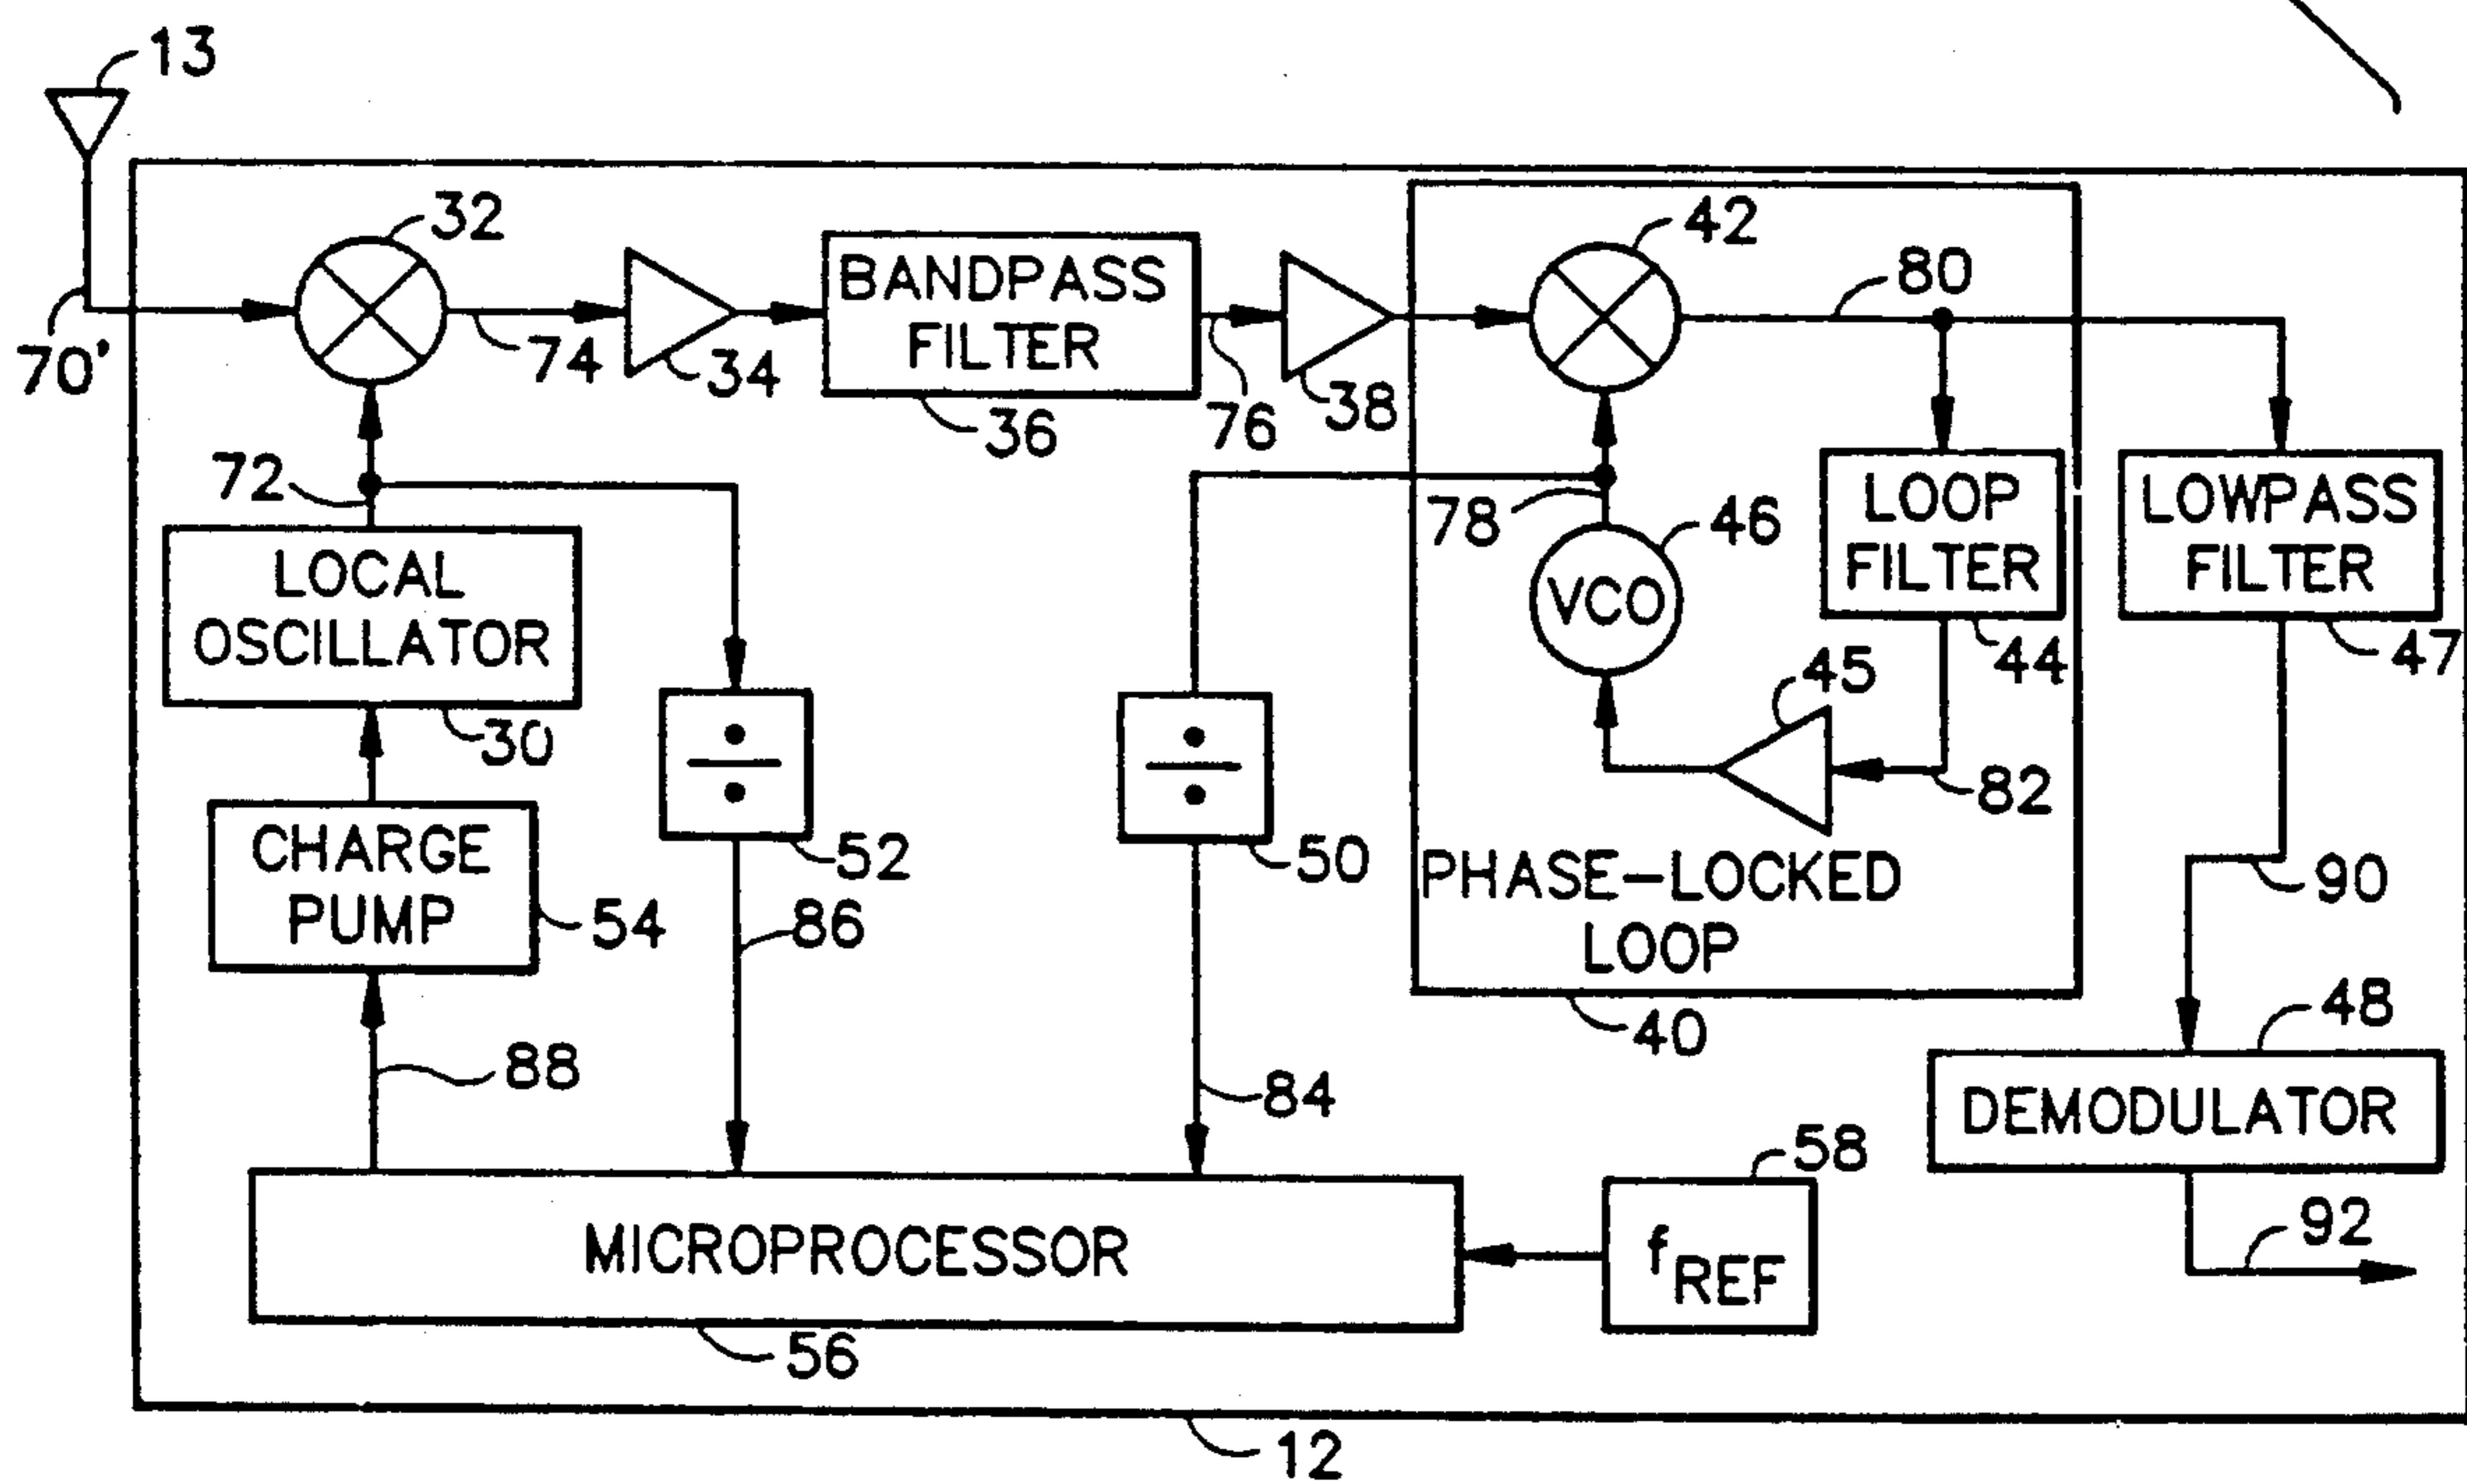 13
32
42
80
BANDPASS
FILTER
70'
74
34
36
76
38
72
78
46
LOOP
FILTER
LOWPASS
FILTER
LOCAL
OSCILLATOR
VCO
30
45
44
47
÷
÷
82
CHARGE
PUMP
52
50
PHASE-LOCKED
LOOP
90
54
86
40
48
88
84
DEMODULATOR
58
MICROPROCESSOR
fREF
92
56
12